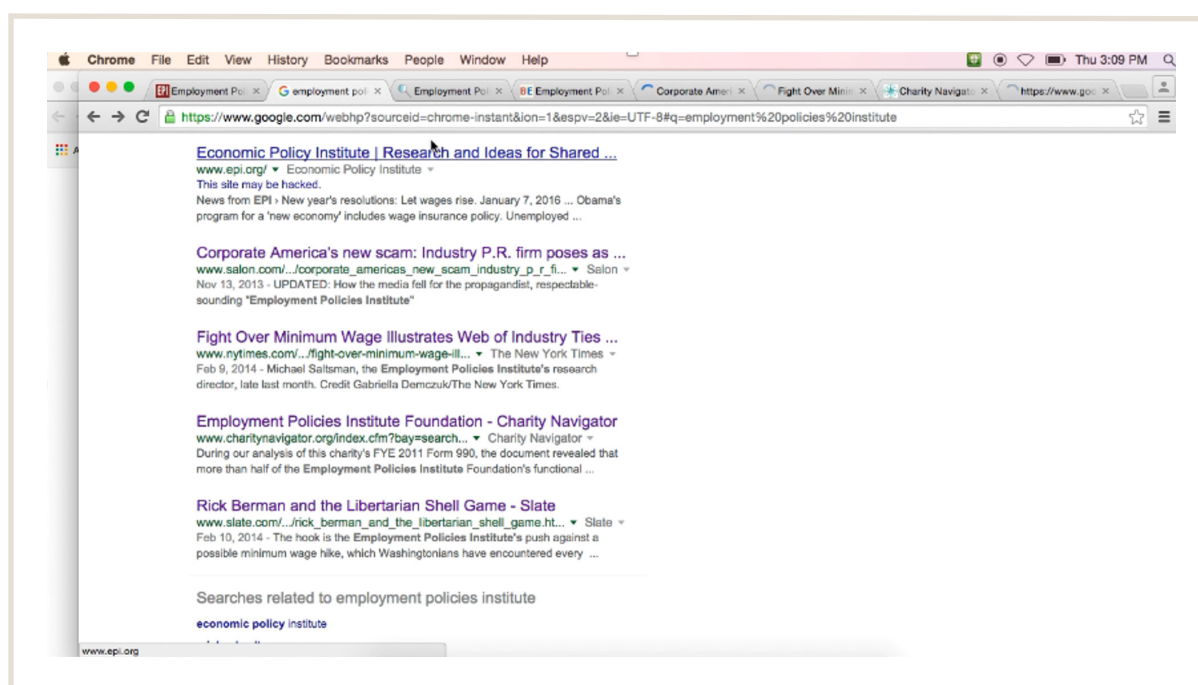 Chrome File Edit View History Bookmarks People Window Help Thu 3:09 PM
EPI Employment Po × G employment poli × Employment Pol × BE Employment Pol × Corporate Ameri × Fight Over Minim × Charity Navigato × https://www.goo ×
https://www.google.com/webhp?sourceid=chrome-instant&ion=1&espv=2&ie=UTF-8#q=employment%20policies%20institute
Economic Policy Institute | Research and Ideas for Shared ...
www.epi.org/ ▾ Economic Policy Institute ▾
This site may be hacked.
News from EPI › New year's resolutions: Let wages rise. January 7, 2016 ... Obama's
program for a 'new economy' includes wage insurance policy. Unemployed ...
Corporate America's new scam: Industry P.R. firm poses as ...
www.salon.com/.../corporate_americas_new_scam_industry_p_r_fi... ▾ Salon ▾
Nov 13, 2013 - UPDATED: How the media fell for the propagandist, respectable-
sounding "Employment Policies Institute"
Fight Over Minimum Wage Illustrates Web of Industry Ties ...
www.nytimes.com/.../fight-over-minimum-wage-ill... ▾ The New York Times ▾
Feb 9, 2014 - Michael Saltsman, the Employment Policies Institute's research
director, late last month. Credit Gabriella Demczuk/The New York Times.
Employment Policies Institute Foundation - Charity Navigator
www.charitynavigator.org/index.cfm?bay=search... ▾ Charity Navigator ▾
During our analysis of this charity's FYE 2011 Form 990, the document revealed that
more than half of the Employment Policies Institute Foundation's functional ...
Rick Berman and the Libertarian Shell Game - Slate
www.slate.com/.../rick_berman_and_the_libertarian_shell_game.ht... ▾ Slate ▾
Feb 10, 2014 - The hook is the Employment Policies Institute's push against a
possible minimum wage hike, which Washingtonians have encountered every ...
Searches related to employment policies institute
economic policy institute
www.epi.org